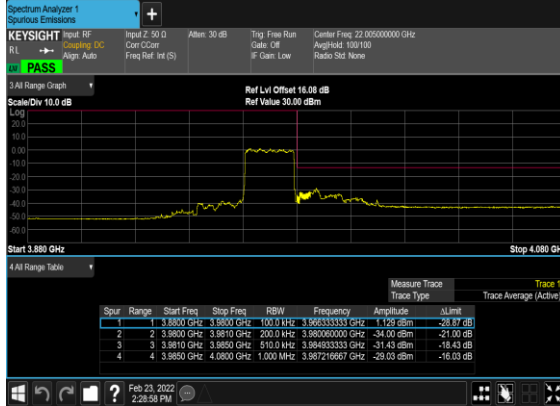 Spectrum Analyzer 1
Spurious Emissions
+
KEYSIGHT Input: RF Input Z: 50 Ω Atten: 30 dB Trig: Free Run Center Freq: 22.005000000 GHz
RL Coupling: DC Corr CCorr Gate: Off Avg|Hold: 100/100
Align: Auto Freq Ref: Int (S) IF Gain: Low Radio Std: None
PASS
3 All Range Graph
Ref Lvl Offset 16.08 dB
Scale/Div 10.0 dB Ref Value 30.00 dBm
Log
20.0
10.0
0.00
-10.0
-20.0
-30.0
-40.0
-50.0
-60.0
Start 3.880 GHz Stop 4.080 GH
4 All Range Table
Measure Trace Trace 1
Trace Type Trace Average (Active)
Spur Range Start Freq Stop Freq RBW Frequency Amplitude ΔLimit
1 1 3.8800 GHz 3.9800 GHz 100.0 kHz 3.966333333 GHz 1.129 dBm -28.87 dB
2 2 3.9800 GHz 3.9810 GHz 200.0 kHz 3.980060000 GHz -34.00 dBm -21.00 dB
3 3 3.9810 GHz 3.9850 GHz 510.0 kHz 3.984933333 GHz -31.43 dBm -18.43 dB
4 4 3.9850 GHz 4.0800 GHz 1.000 MHz 3.987216667 GHz -29.03 dBm -16.03 dB
?
Feb 23, 2022
2:28:58 PM